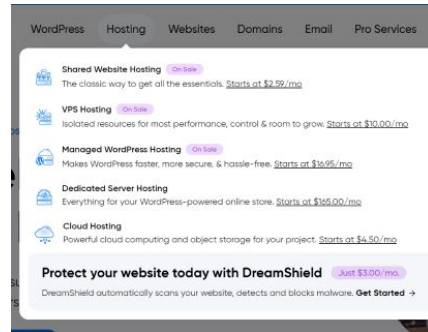 WordPress Hosting Websites Domains Email Pro Services
Shared Website Hosting On Sale
The classic way to get all the essentials. Starts at $2.59/mo
VPS Hosting On Sale
Isolated resources for most performance, control & room to grow. Starts at $10.00/mo
Managed WordPress Hosting On Sale
Makes WordPress faster, more secure, & hassle-free. Starts at $16.95/mo
Dedicated Server Hosting
Everything for your WordPress-powered online store. Starts at $165.00/mo
Cloud Hosting
Powerful cloud computing and object storage for your project. Starts at $4.50/mo
Protect your website today with DreamShield Just $3.00/mo.
DreamShield automatically scans your website, detects and blocks malware. Get Started →